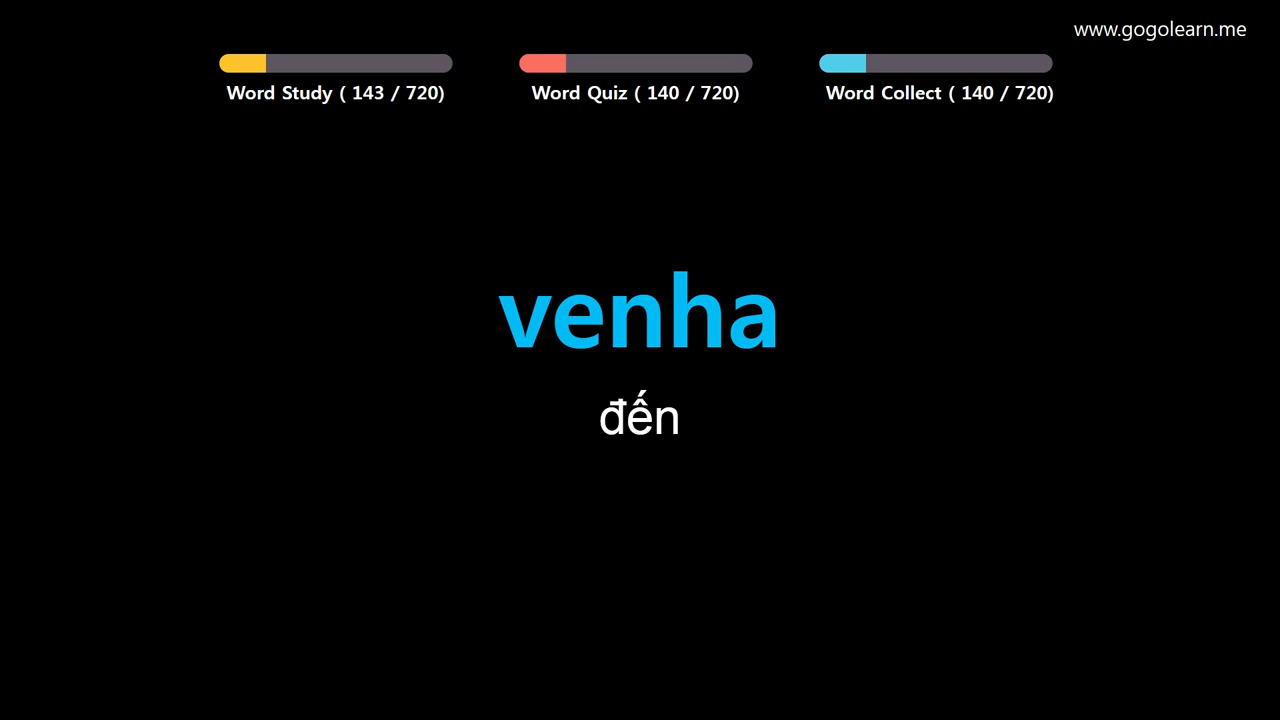 www.gogolearn.me
Word Study ( 143 / 720)
Word Quiz ( 140 / 720)
Word Collect ( 140 / 720)
venha
đến